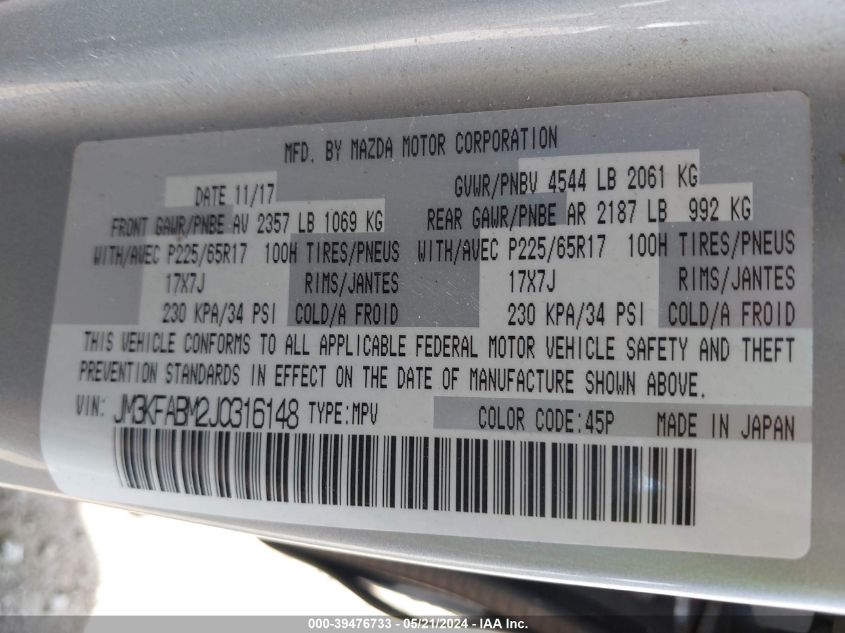 MFD. BY MAZDA MOTOR CORPORATION
DATE 11/17 GVWR/PNBV 4544 LB 2061 KG
FRONT GAWR/PNBE AV 2357 LB 1069 KG REAR GAWR/PNBE AR 2187 LB 992 KG
WITH/AVEC P225/65R17 100H TIRES/PNEUS WITH/AVEC P225/65R17 100H TIRES/PNEUS
17X7J RIMS/JANTES 17X7J RIMS/JANTES
230 KPA/34 PSI COLD/A FROID 230 KPA/34 PSI COLD/A FROID
THIS VEHICLE CONFORMS TO ALL APPLICABLE FEDERAL MOTOR VEHICLE SAFETY AND THEFT
PREVENTION STANDARDS IN EFFECT ON THE DATE OF MANUFACTURE SHOWN ABOVE.
VIN: JM3KFABM2J0316148 TYPE:MPV COLOR CODE:45P MADE IN JAPAN
000-39476733 - 05/21/2024 - IAA Inc.